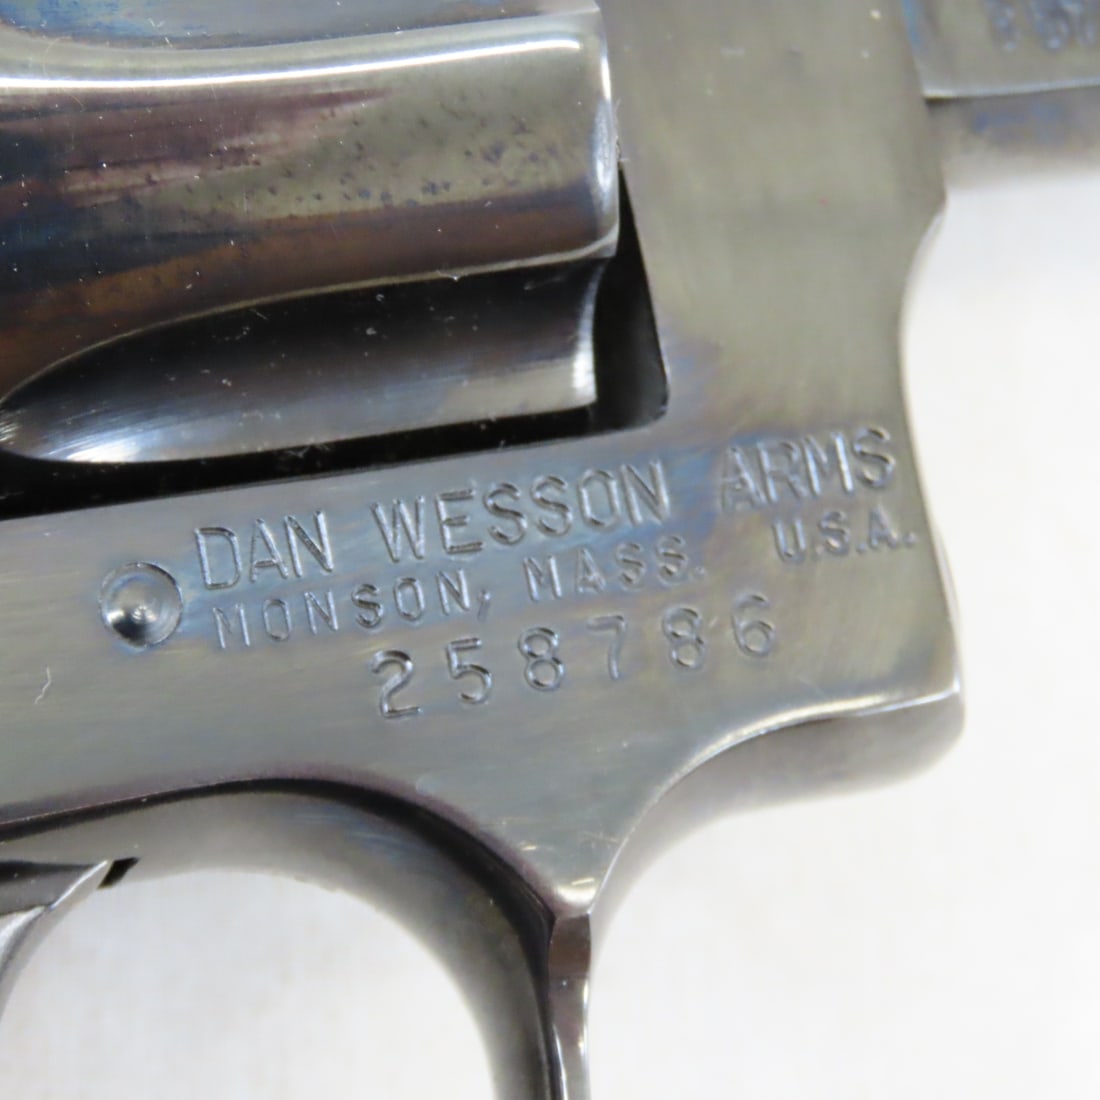 DAN WESSON ARMS
MONSON, MASS. U.S.A.
258786